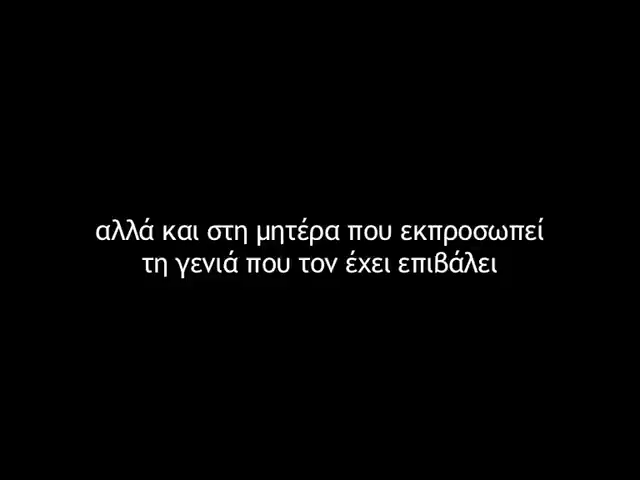 αλλά και στη μητέρα που εκπροσωπεί
τη γενιά που τον έχει επιβάλει